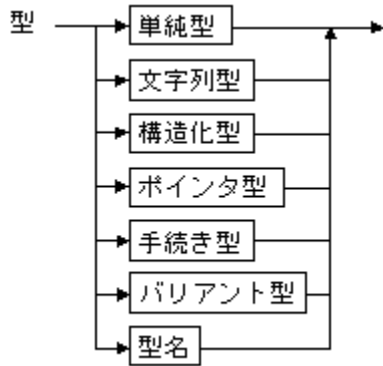 型
単純型
文字列型
構造化型
ポインタ型
手続き型
バリアント型
型名